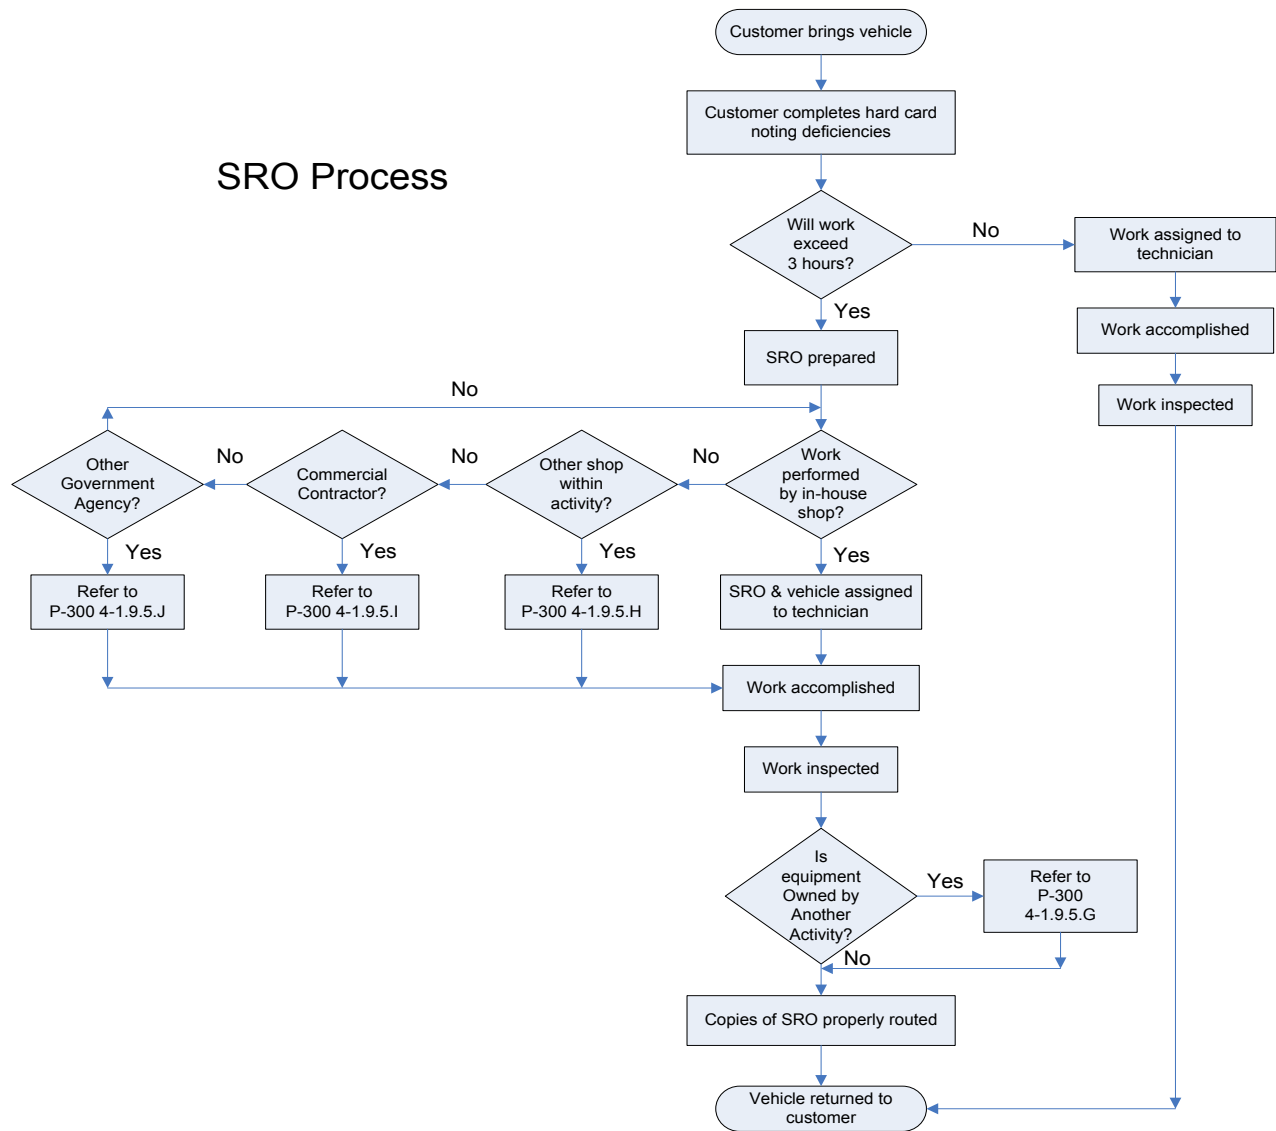 Customer brings vehicle
Customer completes hard card
noting deficiencies
SRO Process
Will work
exceed
3 hours?
No
Work assigned to
technician
Yes
Work accomplished
SRO prepared
No
Work inspected
Other
Government
Agency?
No
Commercial
Contractor?
No
Other shop
within
activity?
No
Work
performed
by in-house
shop?
Yes
Yes
Yes
Yes
Refer to
P-300 4-1.9.5.J
Refer to
P-300 4-1.9.5.I
Refer to
P-300 4-1.9.5.H
SRO & vehicle assigned
to technician
Work accomplished
Work inspected
Is
equipment
Owned by
Another
Activity?
Yes
Refer to
P-300
4-1.9.5.G
No
Copies of SRO properly routed
Vehicle returned to
customer